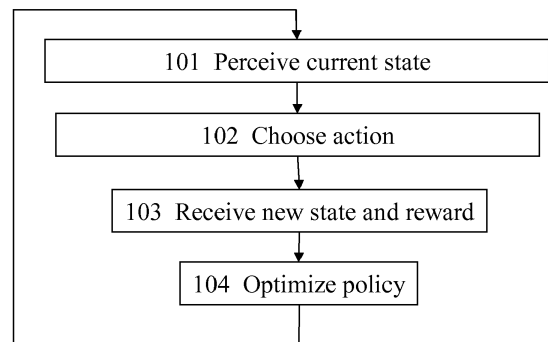 101 Perceive current state
102 Choose action
103 Receive new state and reward
104 Optimize policy